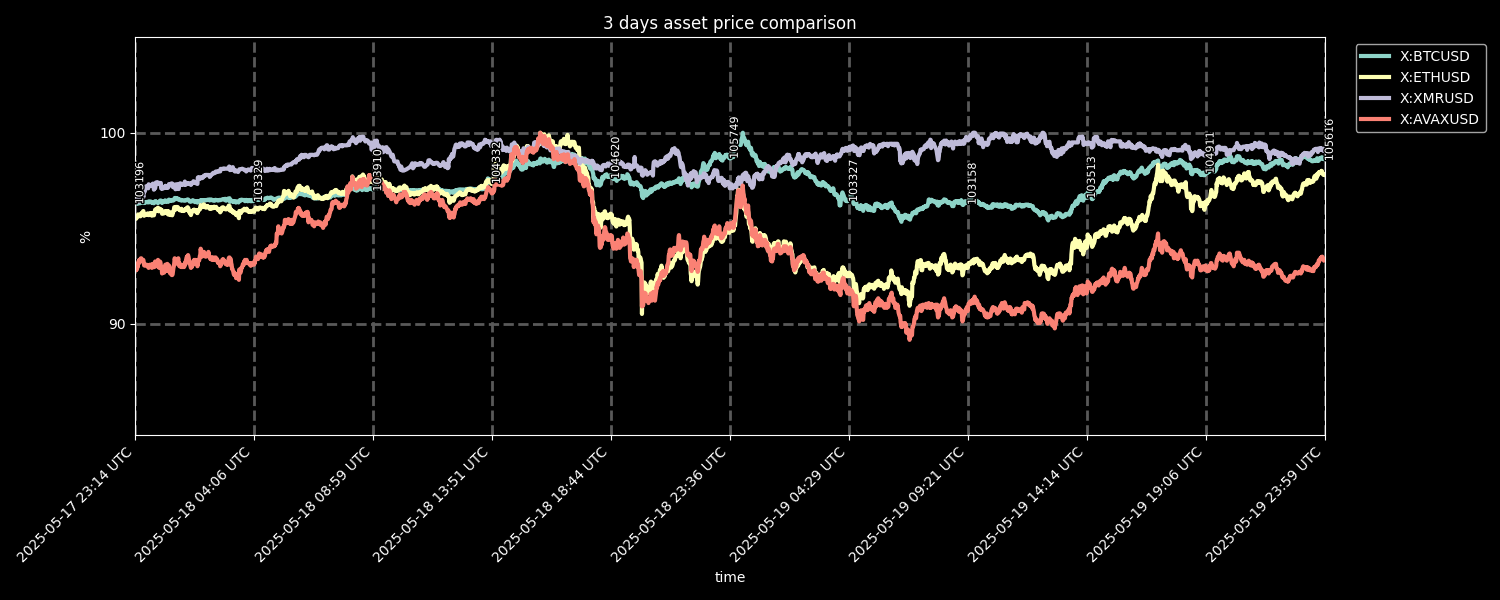 3 days asset price comparison
X:BTCUSD
X:ETHUSD
X:XMRUSD
X:AVAXUSD
100
90
%
103196
103329
103910
104332
104620
105749
103327
103158
103513
104911
105616
2025-05-17 23:14 UTC
2025-05-18 04:06 UTC
2025-05-18 08:59 UTC
2025-05-18 13:51 UTC
2025-05-18 18:44 UTC
2025-05-18 23:36 UTC
2025-05-19 04:29 UTC
2025-05-19 09:21 UTC
2025-05-19 14:14 UTC
2025-05-19 19:06 UTC
2025-05-19 23:59 UTC
time